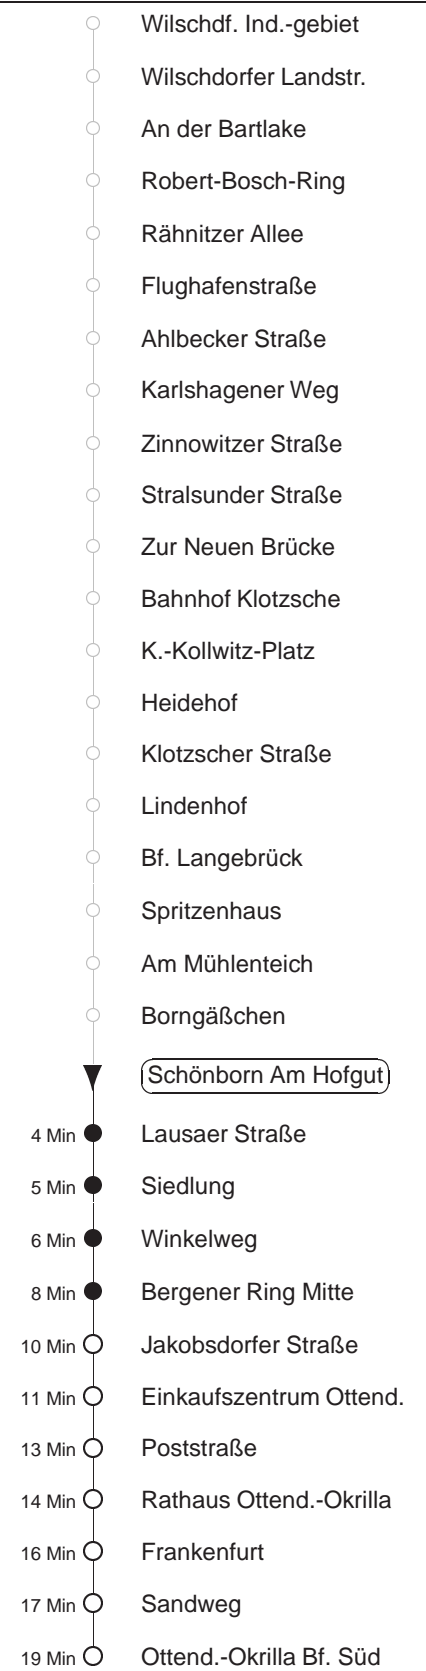 Wilschdf. Ind.-gebiet
Wilschdorfer Landstr.
An der Bartlake
Robert-Bosch-Ring
Rähnitzer Allee
Flughafenstraße
Ahlbecker Straße
Karlshagener Weg
Zinnowitzer Straße
Stralsunder Straße
Zur Neuen Brücke
Bahnhof Klotzsche
K.-Kollwitz-Platz
Heidehof
Klotzscher Straße
Lindenhof
Bf. Langebrück
Spritzenhaus
Am Mühlenteich
Borngäßchen
Schönborn Am Hofgut
4 Min Lausaer Straße
5 Min Siedlung
6 Min Winkelweg
8 Min Bergener Ring Mitte
10 Min Jakobsdorfer Straße
11 Min Einkaufszentrum Ottend.
13 Min Poststraße
14 Min Rathaus Ottend.-Okrilla
16 Min Frankenfurt
17 Min Sandweg
19 Min Ottend.-Okrilla Bf. Süd